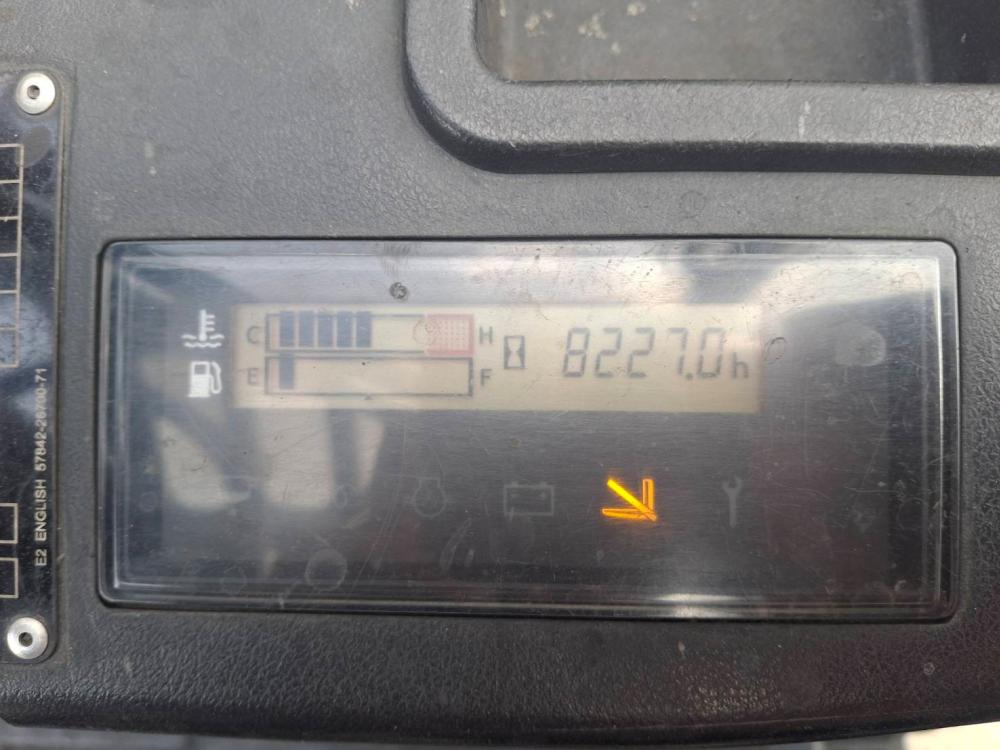 C H 8227.0h
E F
E2 ENGLISH 57842-26700-71